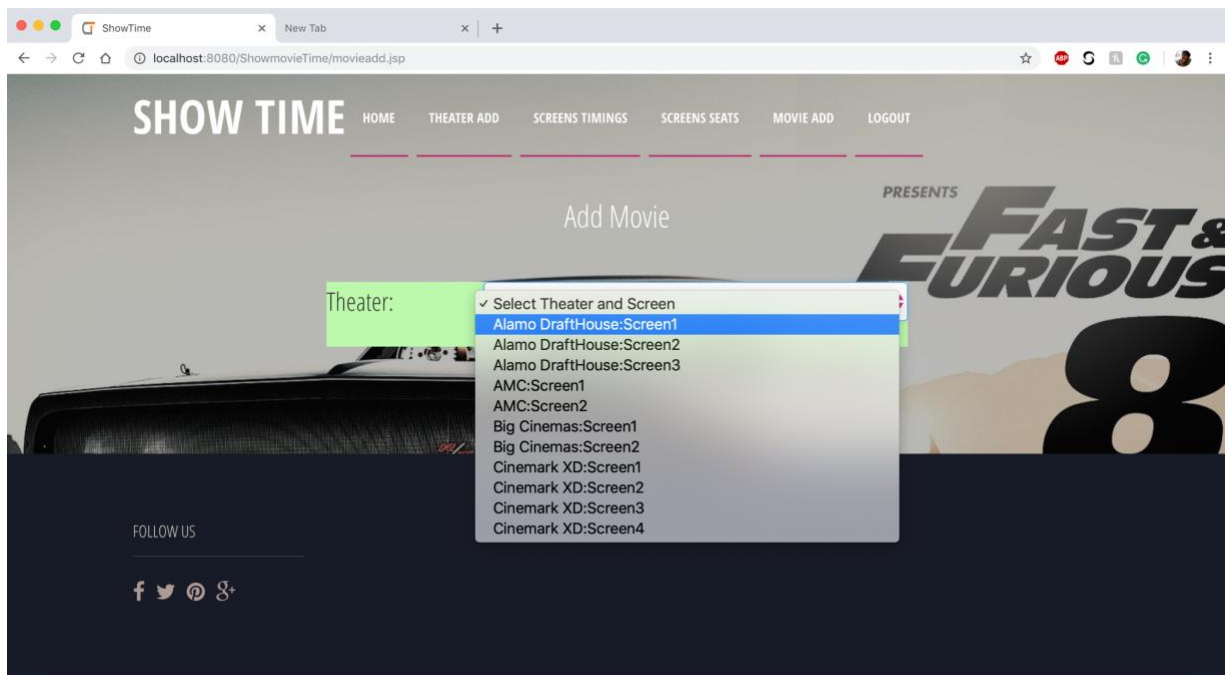 ShowTime
New Tab
localhost:8080/ShowmovieTime/movieadd.jsp
ABP
SHOW TIME
HOME
THEATER ADD
SCREENS TIMINGS
SCREENS SEATS
MOVIE ADD
LOGOUT
PRESENTS
FAST &
FURIOUS
8
Add Movie
Theater:
✓ Select Theater and Screen
Alamo DraftHouse:Screen1
Alamo DraftHouse:Screen2
Alamo DraftHouse:Screen3
AMC:Screen1
AMC:Screen2
Big Cinemas:Screen1
Big Cinemas:Screen2
Cinemark XD:Screen1
Cinemark XD:Screen2
Cinemark XD:Screen3
Cinemark XD:Screen4
FOLLOW US